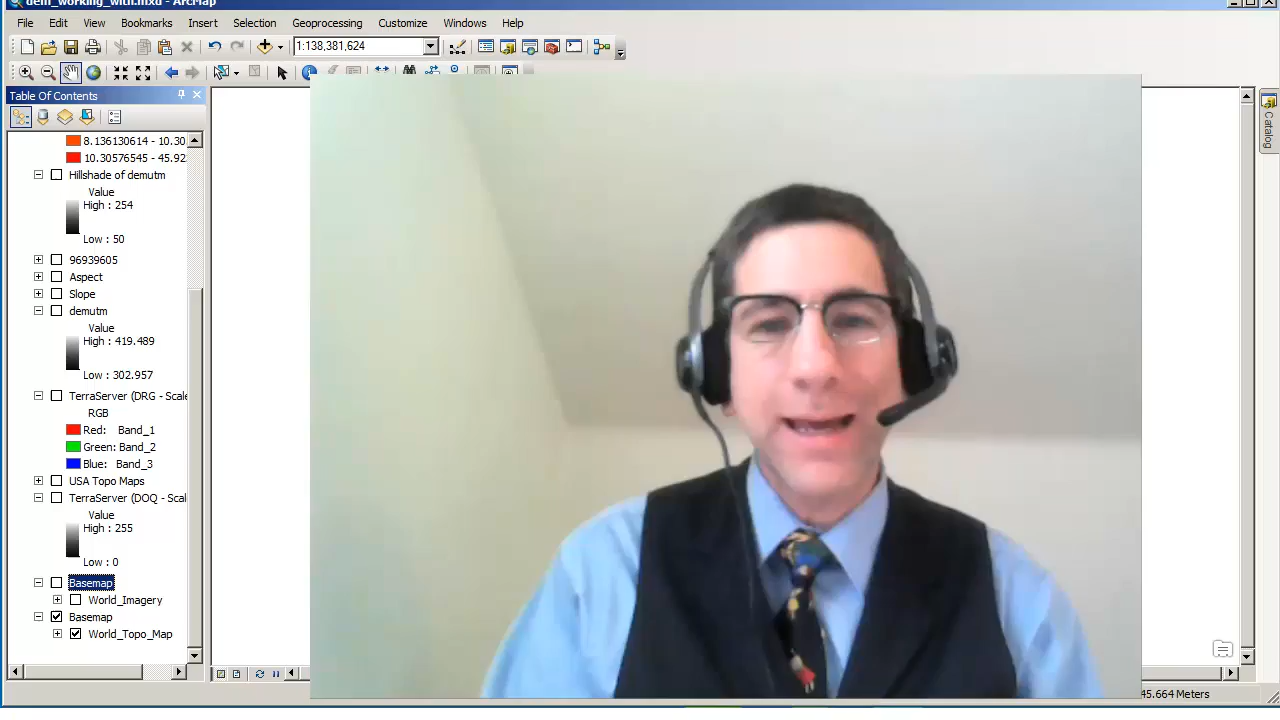 dem_working_with.mxd - ArcMap
File Edit View Bookmarks Insert Selection Geoprocessing Customize Windows Help
1:138,381,624
Table Of Contents
8.136130614 - 10.30
10.30576545 - 45.92
Hillshade of demutm
Value
High : 254
Low : 50
96939605
Aspect
Slope
demutm
Value
High : 419.489
Low : 302.957
TerraServer (DRG - Scale
RGB
Red: Band_1
Green: Band_2
Blue: Band_3
USA Topo Maps
TerraServer (DOQ - Scal
Value
High : 255
Low : 0
Basemap
World_Imagery
Basemap
World_Topo_Map
Catalog
45.664 Meters